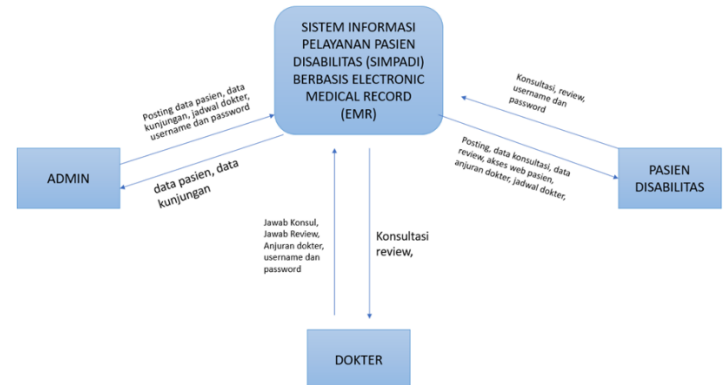 SISTEM INFORMASI
PELAYANAN PASIEN
DISABILITAS (SIMPADI)
BERBASIS ELECTRONIC
MEDICAL RECORD
(EMR)
Posting data pasien, data
kunjungan, jadwal dokter,
username dan password
Konsultasi, review,
username dan
password
ADMIN
data pasien, data
kunjungan
Posting, data konsultasi, data
review, akses web pasien,
anjuran dokter, jadwal dokter,
PASIEN
DISABILITAS
Jawab Konsul,
Jawab Review,
Anjuran dokter,
username dan
password
Konsultasi
review,
DOKTER